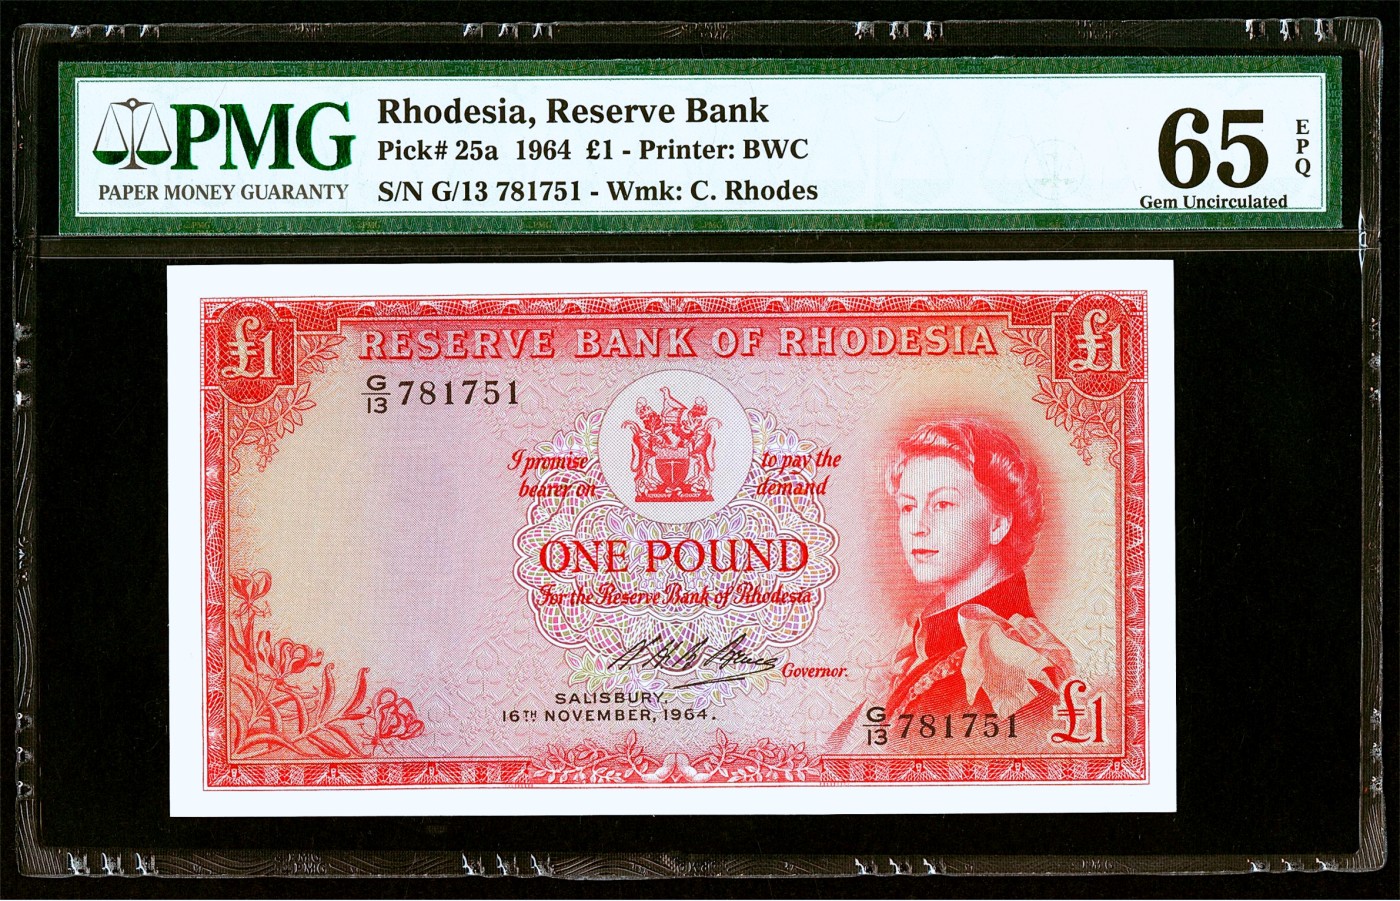 PMG
PAPER MONEY GUARANTY
Rhodesia, Reserve Bank
Pick# 25a 1964 £1 - Printer: BWC
S/N G/13 781751 - Wmk: C. Rhodes
65
EPQ
Gem Uncirculated
£1
RESERVE BANK OF RHODESIA
£1
G/13 781751
I promise to pay the
bearer on demand
ONE POUND
For the Reserve Bank of Rhodesia
Governor.
SALISBURY,
16TH NOVEMBER, 1964.
G/13 781751
£1